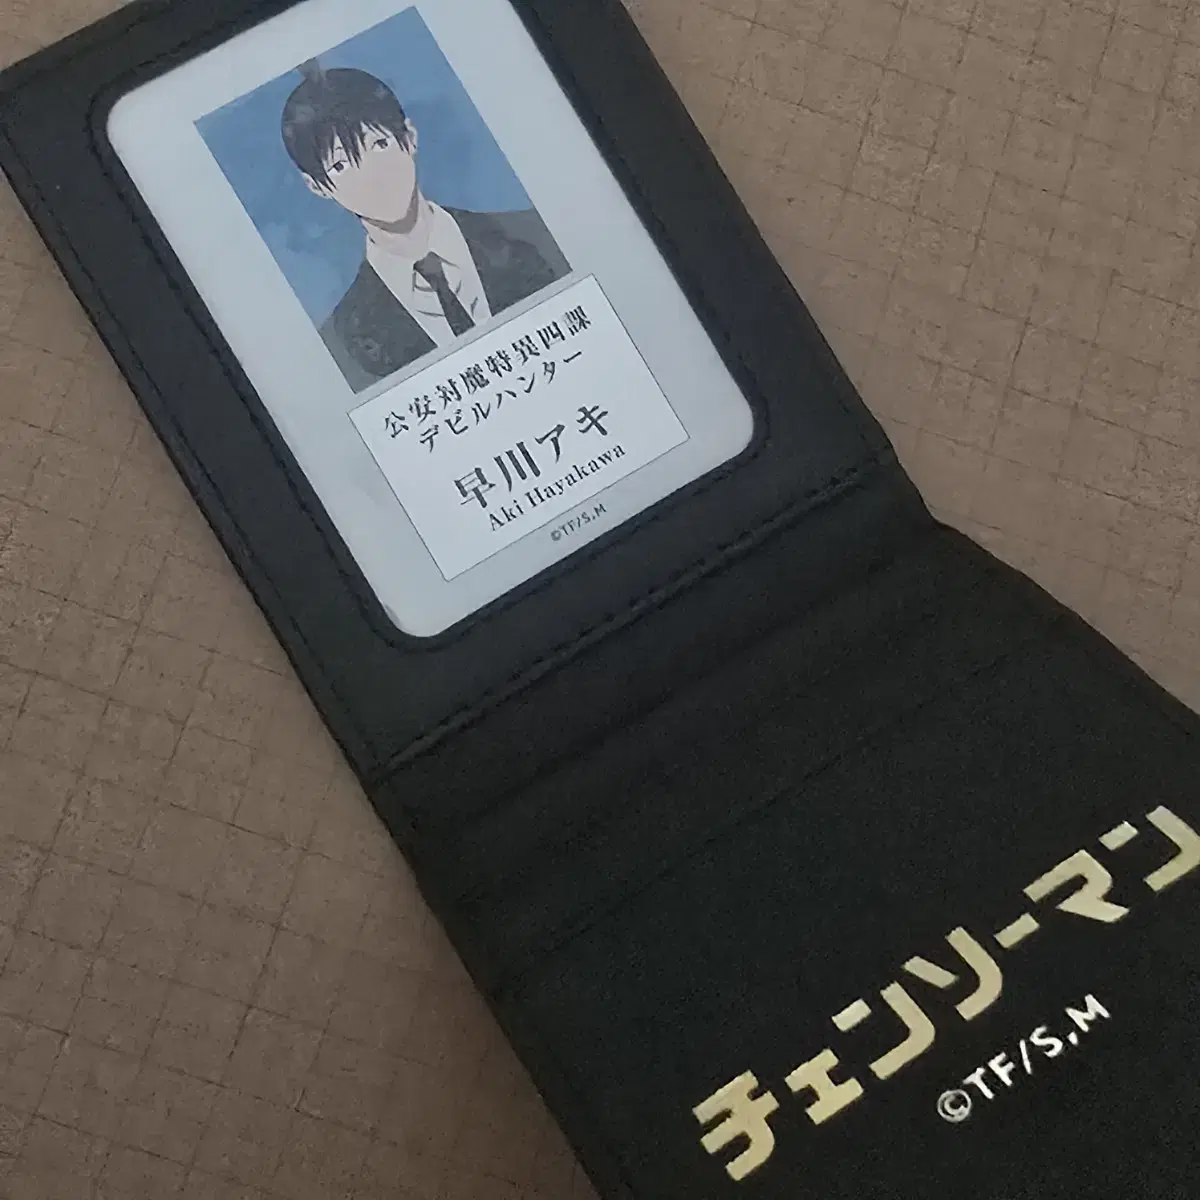 公安対魔特異四課
デビルハンター
早川アキ
Aki Hayakawa
©TF/S,M
チェンソーマン
©TF/S,M